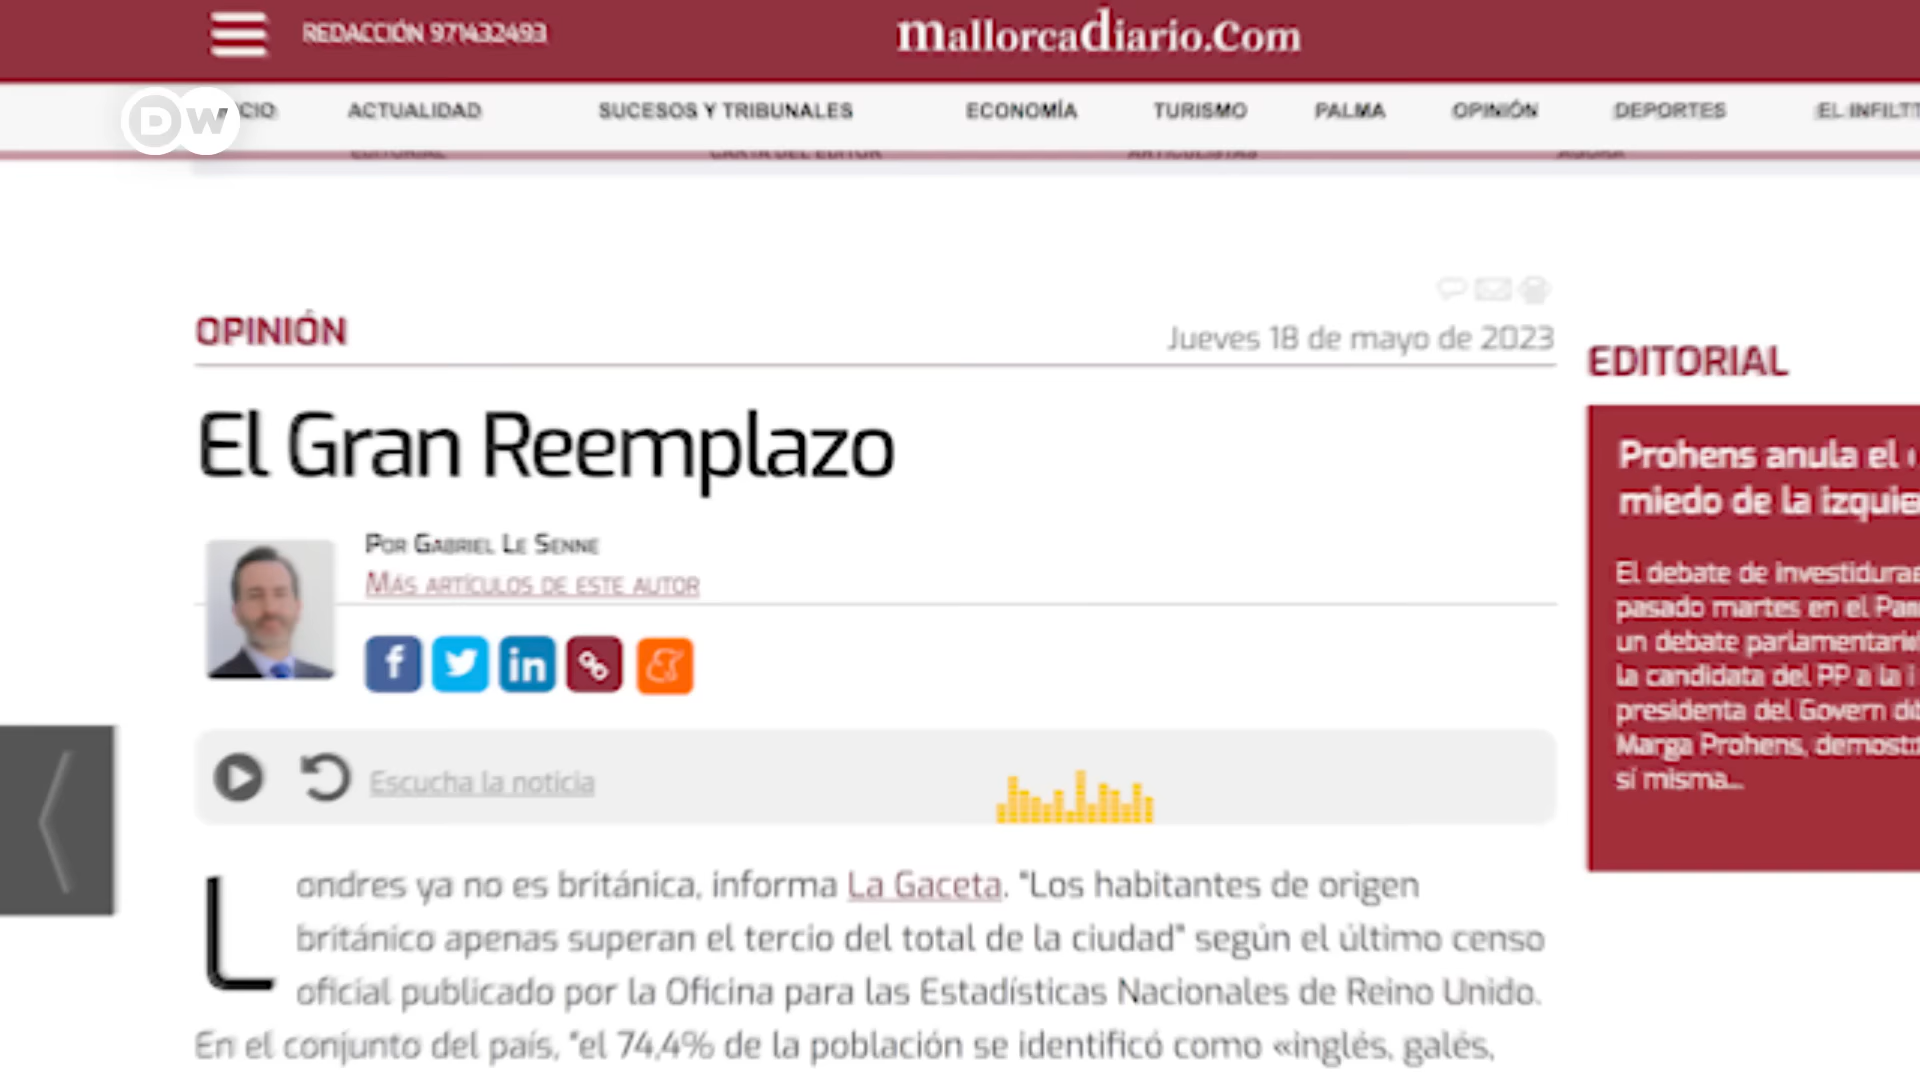 REDACCIÓN 971432493
mallorcadiario.com
DW
CIO ACTUALIDAD SUCESOS Y TRIBUNALES ECONOMÍA TURISMO PALMA OPINIÓN DEPORTES EL INFILT
EDITORIAL CARTA DEL EDITOR ARTICULISTAS
OPINIÓN
Jueves 18 de mayo de 2023
El Gran Reemplazo
Por Gabriel Le Senne
Más artículos de este autor
Escucha la noticia
Londres ya no es británica, informa La Gaceta. "Los habitantes de origen
británico apenas superan el tercio del total de la ciudad" según el último censo
oficial publicado por la Oficina para las Estadísticas Nacionales de Reino Unido.
En el conjunto del país, "el 74,4% de la población se identificó como «inglés, galés,
EDITORIAL
Prohens anula el
miedo de la izquie
El debate de investidura
pasado martes en el Pa
un debate parlamentari
la candidata del PP a la
presidenta del Govern
Marga Prohens, demost
sí misma...